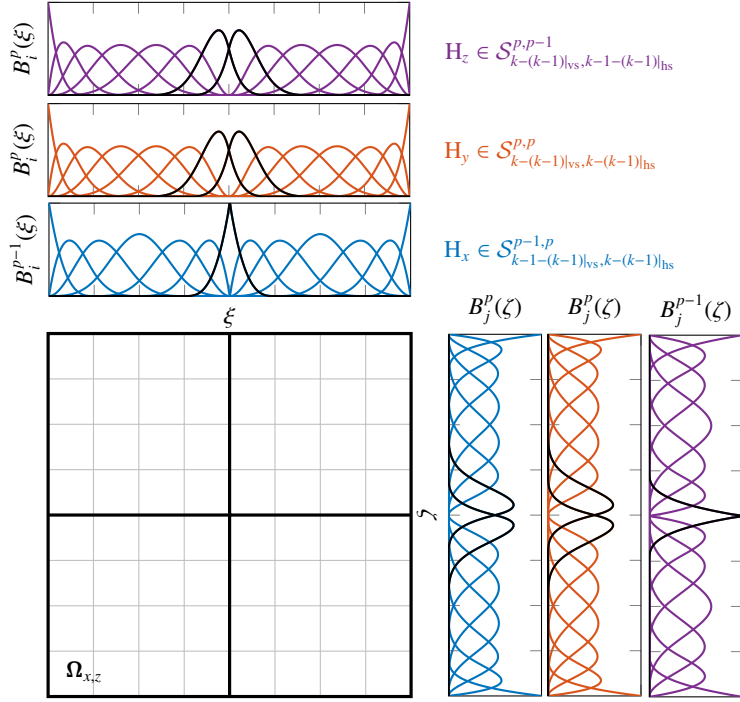 B_i^p(ξ)
H_z ∈ 𝒮^{p,p−1}_{k−(k−1)|_{vs},k−1−(k−1)|_{hs}}
B_i^p(ξ)
H_y ∈ 𝒮^{p,p}_{k−(k−1)|_{vs},k−(k−1)|_{hs}}
B_i^{p−1}(ξ)
H_x ∈ 𝒮^{p−1,p}_{k−1−(k−1)|_{vs},k−(k−1)|_{hs}}
ξ
B_j^p(ζ) B_j^p(ζ) B_j^{p−1}(ζ)
ζ
Ω_{x,z}